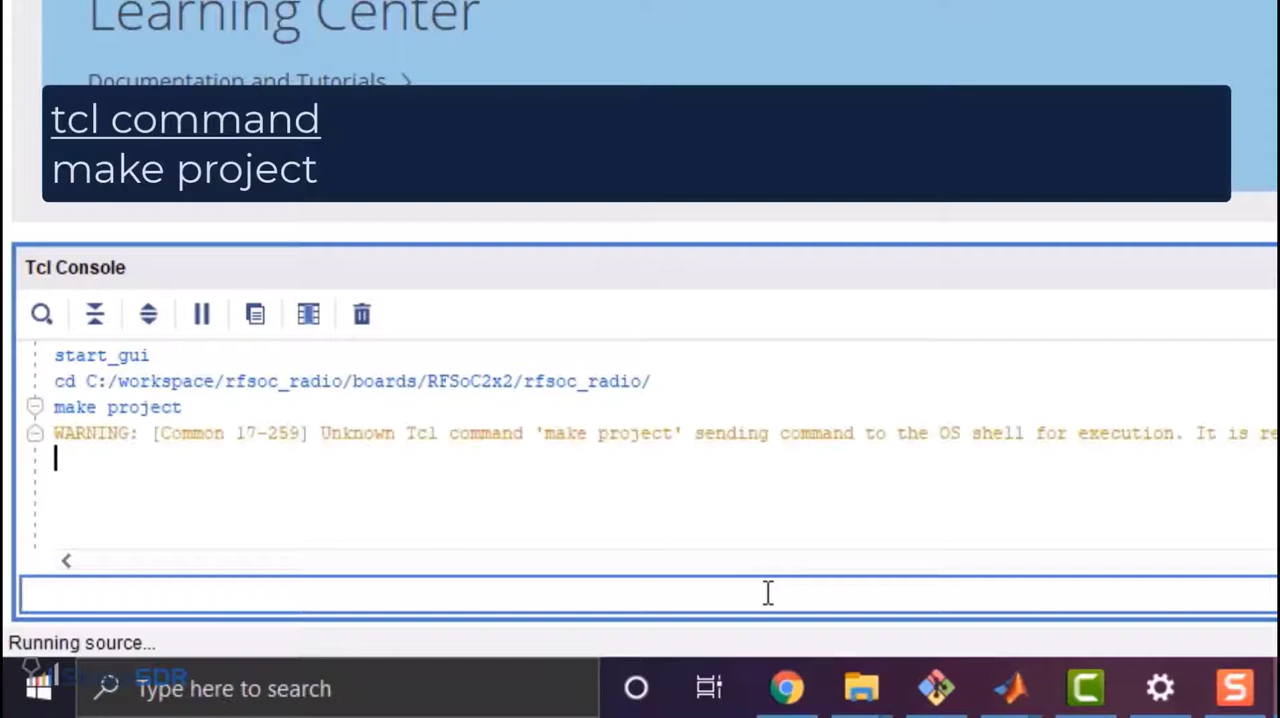 Learning Center
Documentation and Tutorials >
tcl command
make project
Tcl Console
start_gui
cd C:/workspace/rfsoc_radio/boards/RFSoC2x2/rfsoc_radio/
make project
WARNING: [Common 17-259] Unknown Tcl command 'make project' sending command to the OS shell for execution. It is re
Running source...
SDR
Type here to search